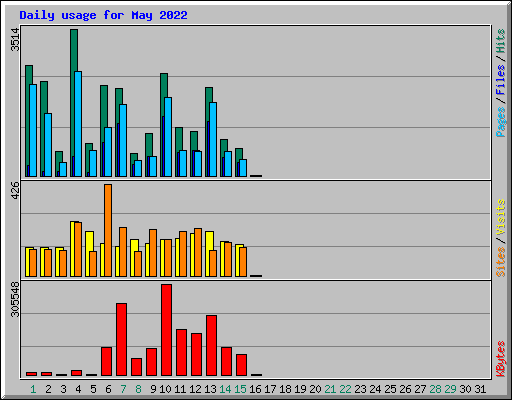 Daily usage for May 2022
3514
Pages / Files / Hits
426
Sites / Visits
305548
KBytes
1 2 3 4 5 6 7 8 9 10 11 12 13 14 15 16 17 18 19 20 21 22 23 24 25 26 27 28 29 30 31